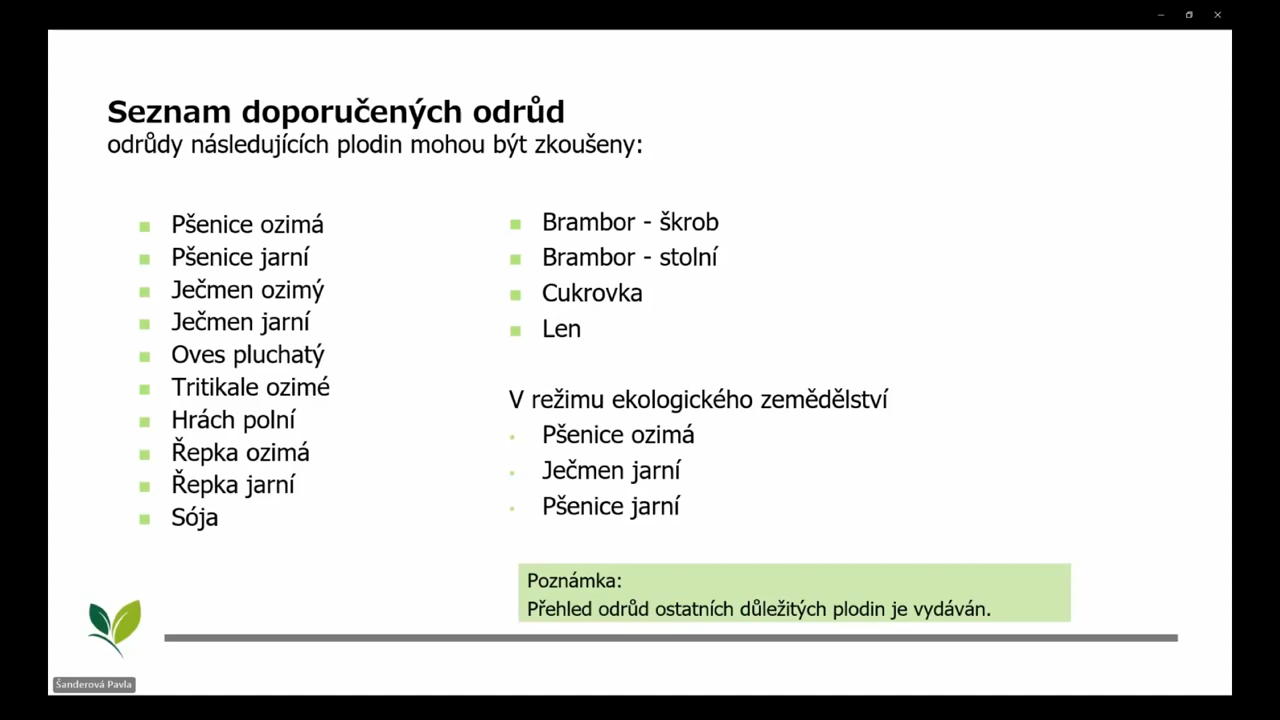 Seznam doporučených odrůd
odrůdy následujících plodin mohou být zkoušeny:
Pšenice ozimá
Pšenice jarní
Ječmen ozimý
Ječmen jarní
Oves pluchatý
Tritikale ozimé
Hrách polní
Řepka ozimá
Řepka jarní
Sója
Brambor - škrob
Brambor - stolní
Cukrovka
Len
V režimu ekologického zemědělství
Pšenice ozimá
Ječmen jarní
Pšenice jarní
Poznámka:
Přehled odrůd ostatních důležitých plodin je vydáván.
Šanderová Pavla